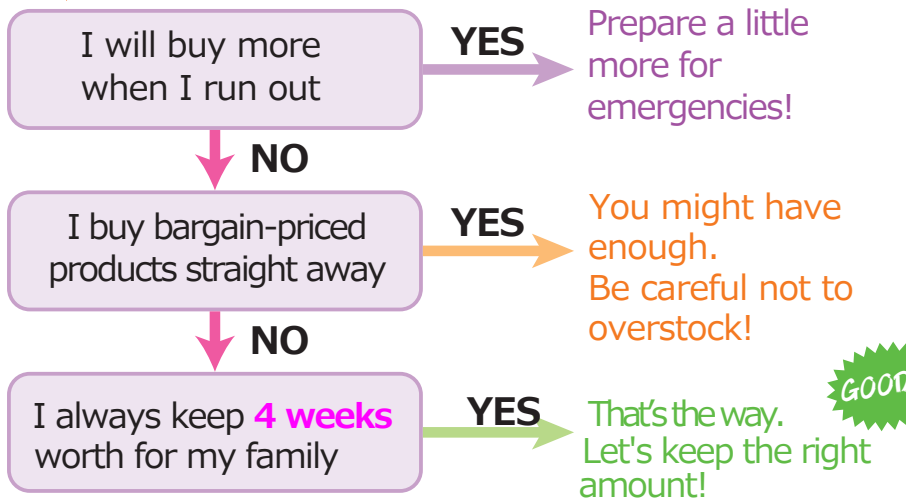 I will buy more
when I run out
YES
Prepare a little
more for
emergencies!
NO
I buy bargain-priced
products straight away
YES
You might have
enough.
Be careful not to
overstock!
NO
I always keep 4 weeks
worth for my family
YES
That's the way.
Let's keep the right
amount!
GOOD